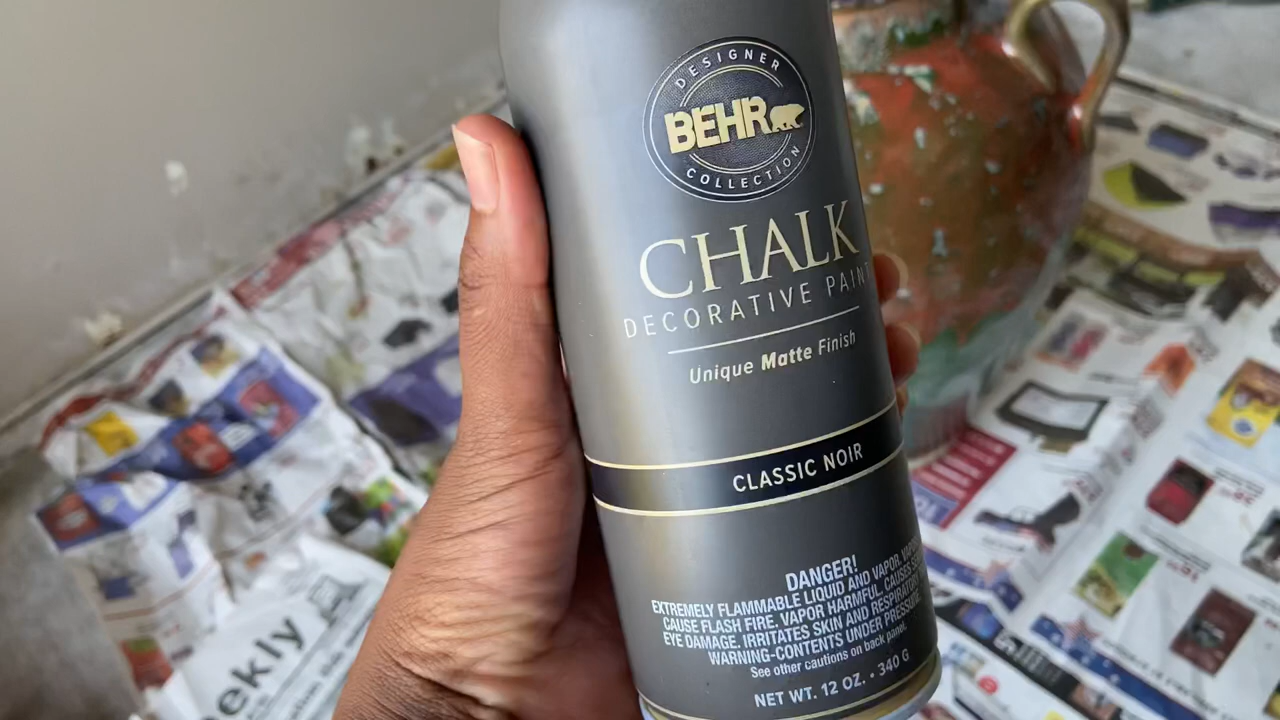 DESIGNER
BEHR
COLLECTION
CHALK
DECORATIVE PAINT
Unique Matte Finish
CLASSIC NOIR
DANGER!
EXTREMELY FLAMMABLE LIQUID AND VAPOR.
CAUSE FLASH FIRE. VAPOR HARMFUL. CAUSES
EYE DAMAGE. IRRITATES SKIN AND
WARNING-CONTENTS UNDER PRESSURE.
See other cautions on back panel.
NET WT. 12 OZ. • 340 G
ekly